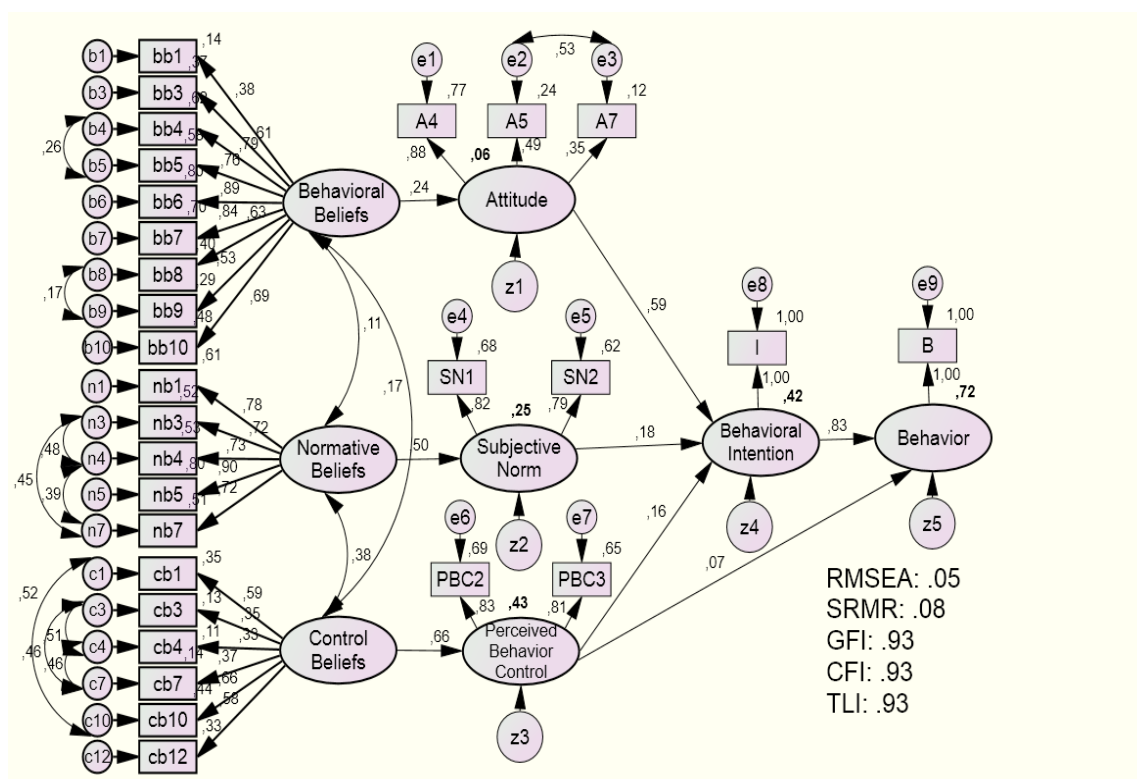 b1
bb1
,14
b3
bb3
,37
b4
bb4
b5
bb5
,26
b6
bb6
b7
bb7
,70
b8
bb8
,40
b9
bb9
,29
,17
b10
bb10
,48
,61
,38
,61
,79
,76
,89
,84
,63
,53
,69
Behavioral
Beliefs
,24
e1
e2
e3
,53
,77
,24
,12
A4
A5
A7
,88
,49
,35
,06
Attitude
z1
,11
,17
,59
n1
nb1
,52
n3
nb3
,53
n4
nb4
,80
n5
nb5
,51
n7
nb7
,48
,45
,39
,78
,72
,73
,90
,72
Normative
Beliefs
,50
e4
e5
,68
,62
SN1
SN2
,82
,79
,25
Subjective
Norm
z2
,18
,38
c1
cb1
,35
c3
cb3
,13
c4
cb4
,11
,14
c7
cb7
,44
c10
cb10
c12
cb12
,52
,51
,46
,46
,59
,35
,33
,37
,66
,58
,33
Control
Beliefs
,66
e6
e7
,69
,65
PBC2
PBC3
,83
,81
,43
Perceived
Behavior
Control
z3
,16
,07
e8
1,00
I
1,00
,42
Behavioral
Intention
z4
,83
e9
1,00
B
1,00
,72
Behavior
z5
RMSEA: .05
SRMR: .08
GFI: .93
CFI: .93
TLI: .93